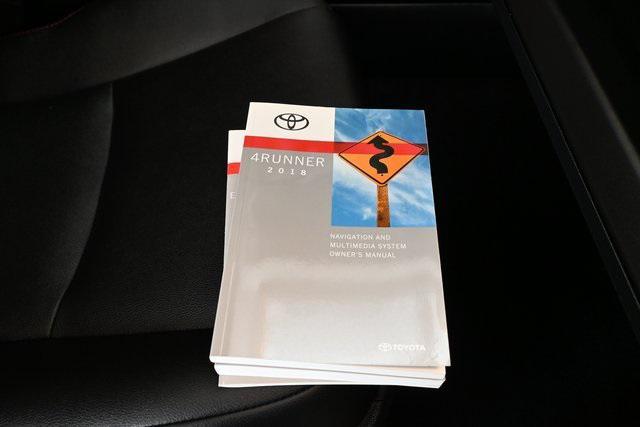 4RUNNER
2018
NAVIGATION AND
MULTIMEDIA SYSTEM
OWNER'S MANUAL
TOYOTA